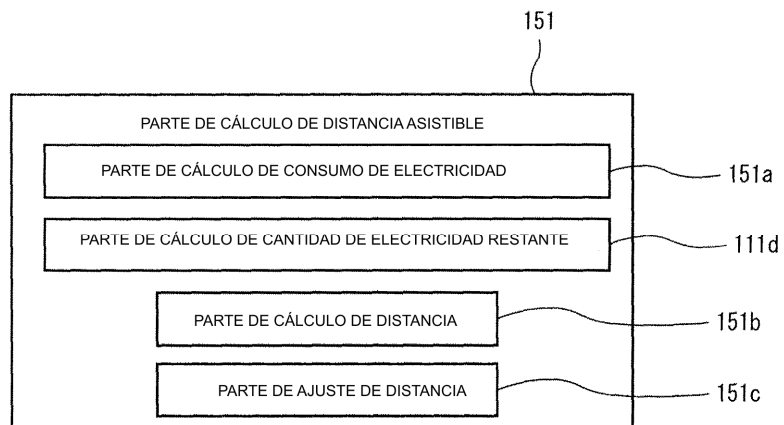 151
PARTE DE CÁLCULO DE DISTANCIA ASISTIBLE
PARTE DE CÁLCULO DE CONSUMO DE ELECTRICIDAD
151a
PARTE DE CÁLCULO DE CANTIDAD DE ELECTRICIDAD RESTANTE
111d
PARTE DE CÁLCULO DE DISTANCIA
151b
PARTE DE AJUSTE DE DISTANCIA
151c